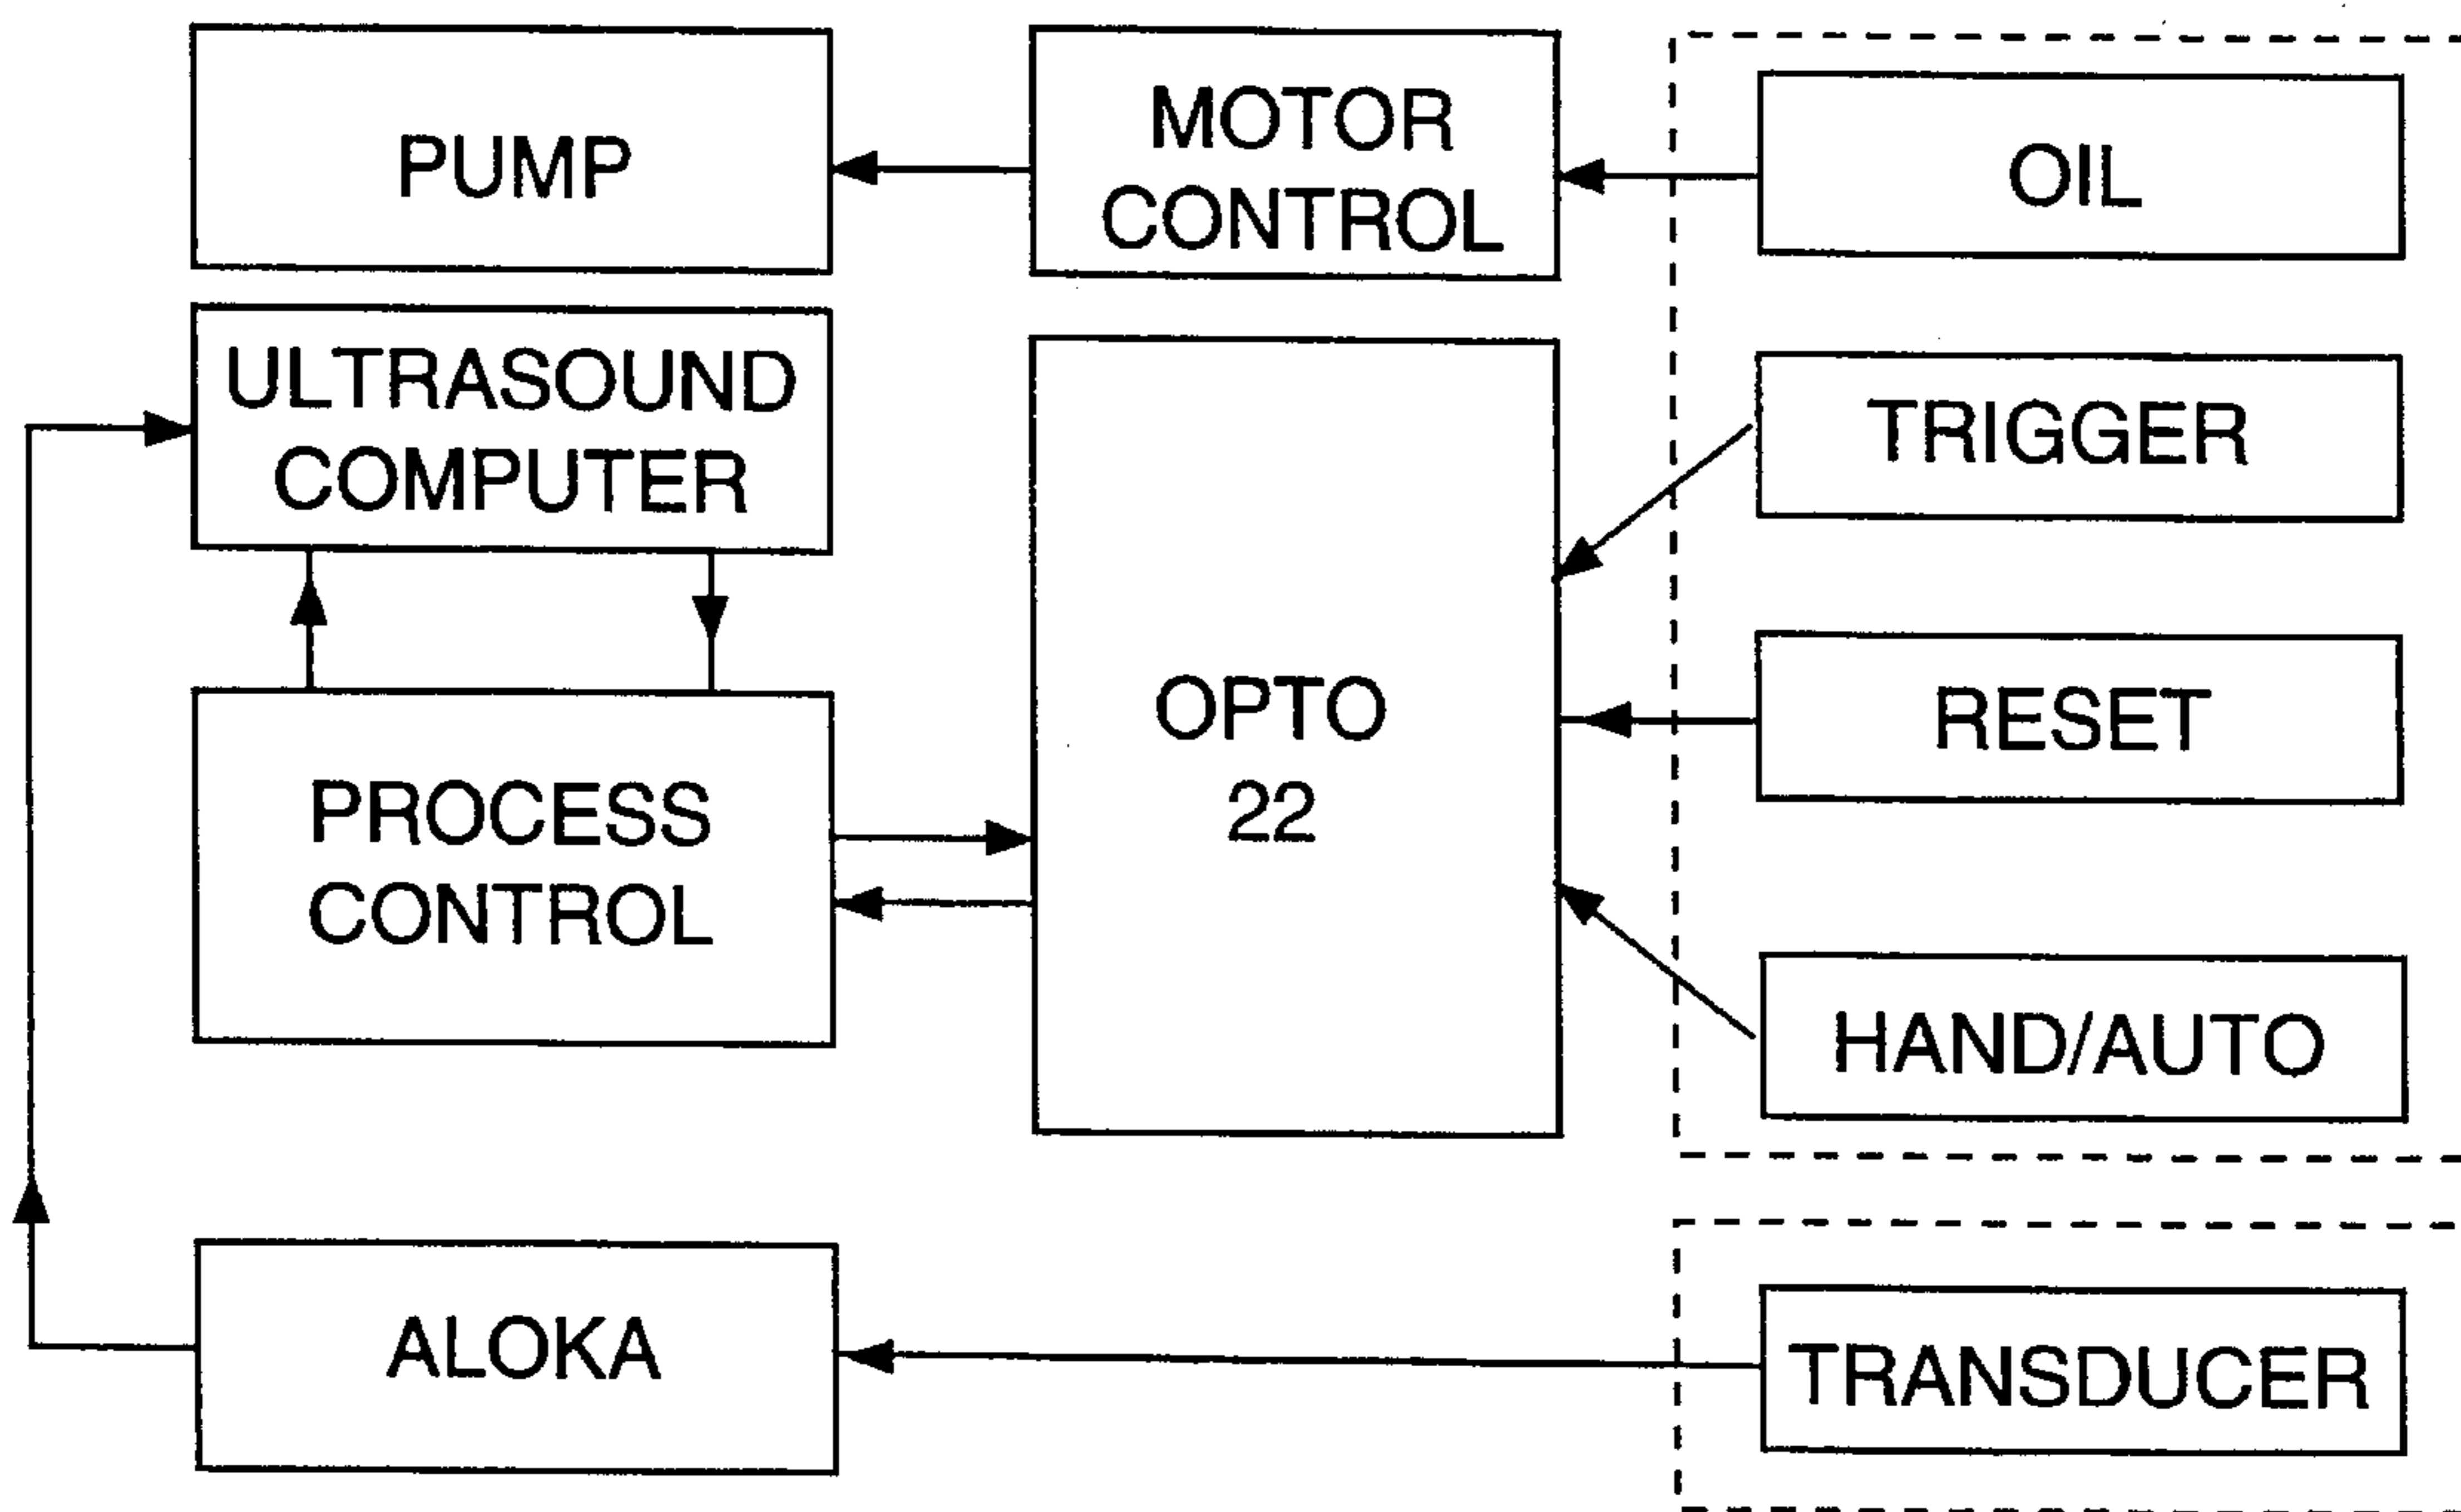 PUMP
MOTOR
CONTROL
OIL
ULTRASOUND
COMPUTER
TRIGGER
OPTO
22
RESET
PROCESS
CONTROL
HAND/AUTO
ALOKA
TRANSDUCER